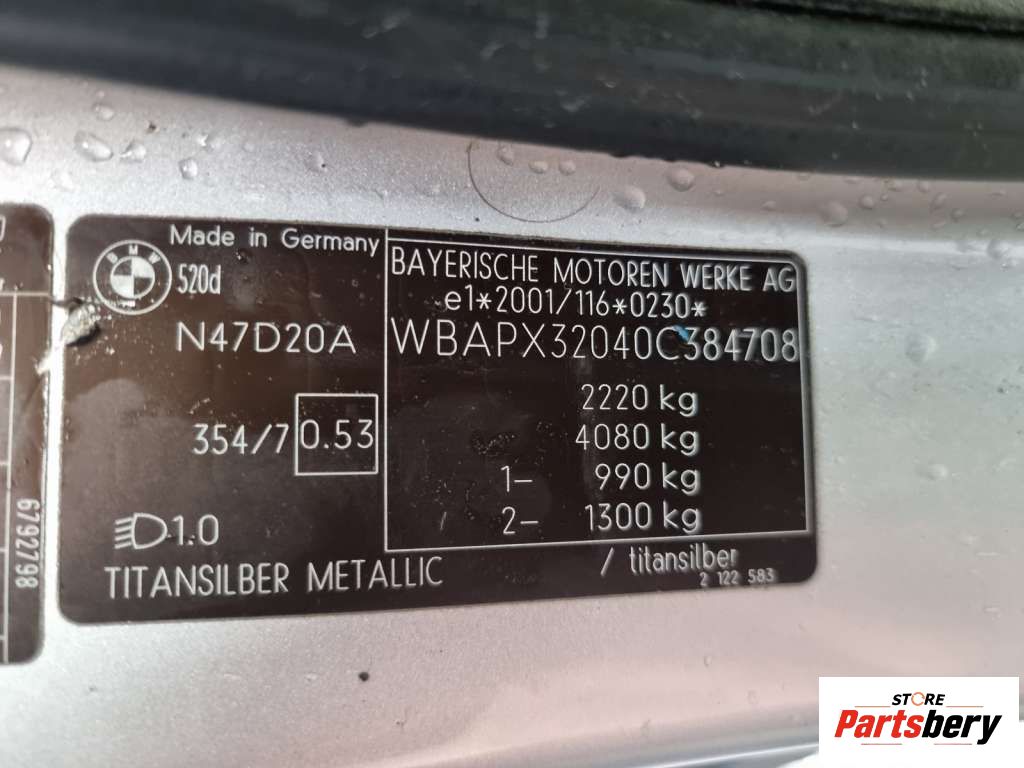 Made in Germany
BMW
520d
N47D20A
354/7 0.53
1.0
TITANSILBER METALLIC
BAYERISCHE MOTOREN WERKE AG
e1*2001/116*0230*
WBAPX32040C384708
2220 kg
4080 kg
1- 990 kg
2- 1300 kg
/ titansilber
2 122 583
6792798
STORE
Partsbery